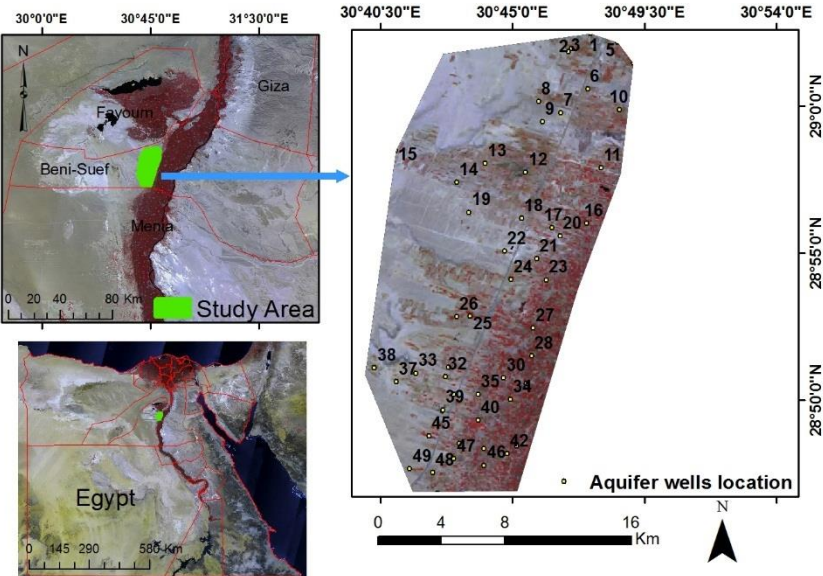 30°0'0"E 30°45'0"E 31°30'0"E
N
Giza
Fayoum
Beni-Suef
Menia
0 20 40 80 Km
Study Area
Egypt
0 145 290 580 Km
30°40'30"E 30°45'0"E 30°49'30"E 30°54'0"E
23 1 5
6
8
7 10
9
29°0'0"N
15 13 12 11
14
19 18 17 20 16
22 21
28°55'0"N
24 23
26
25 27
28
38 33 32
37 30
35 34
39
28°50'0"N
40
45
47 42
49 48 46
Aquifer wells location
0 4 8 16
Km
N